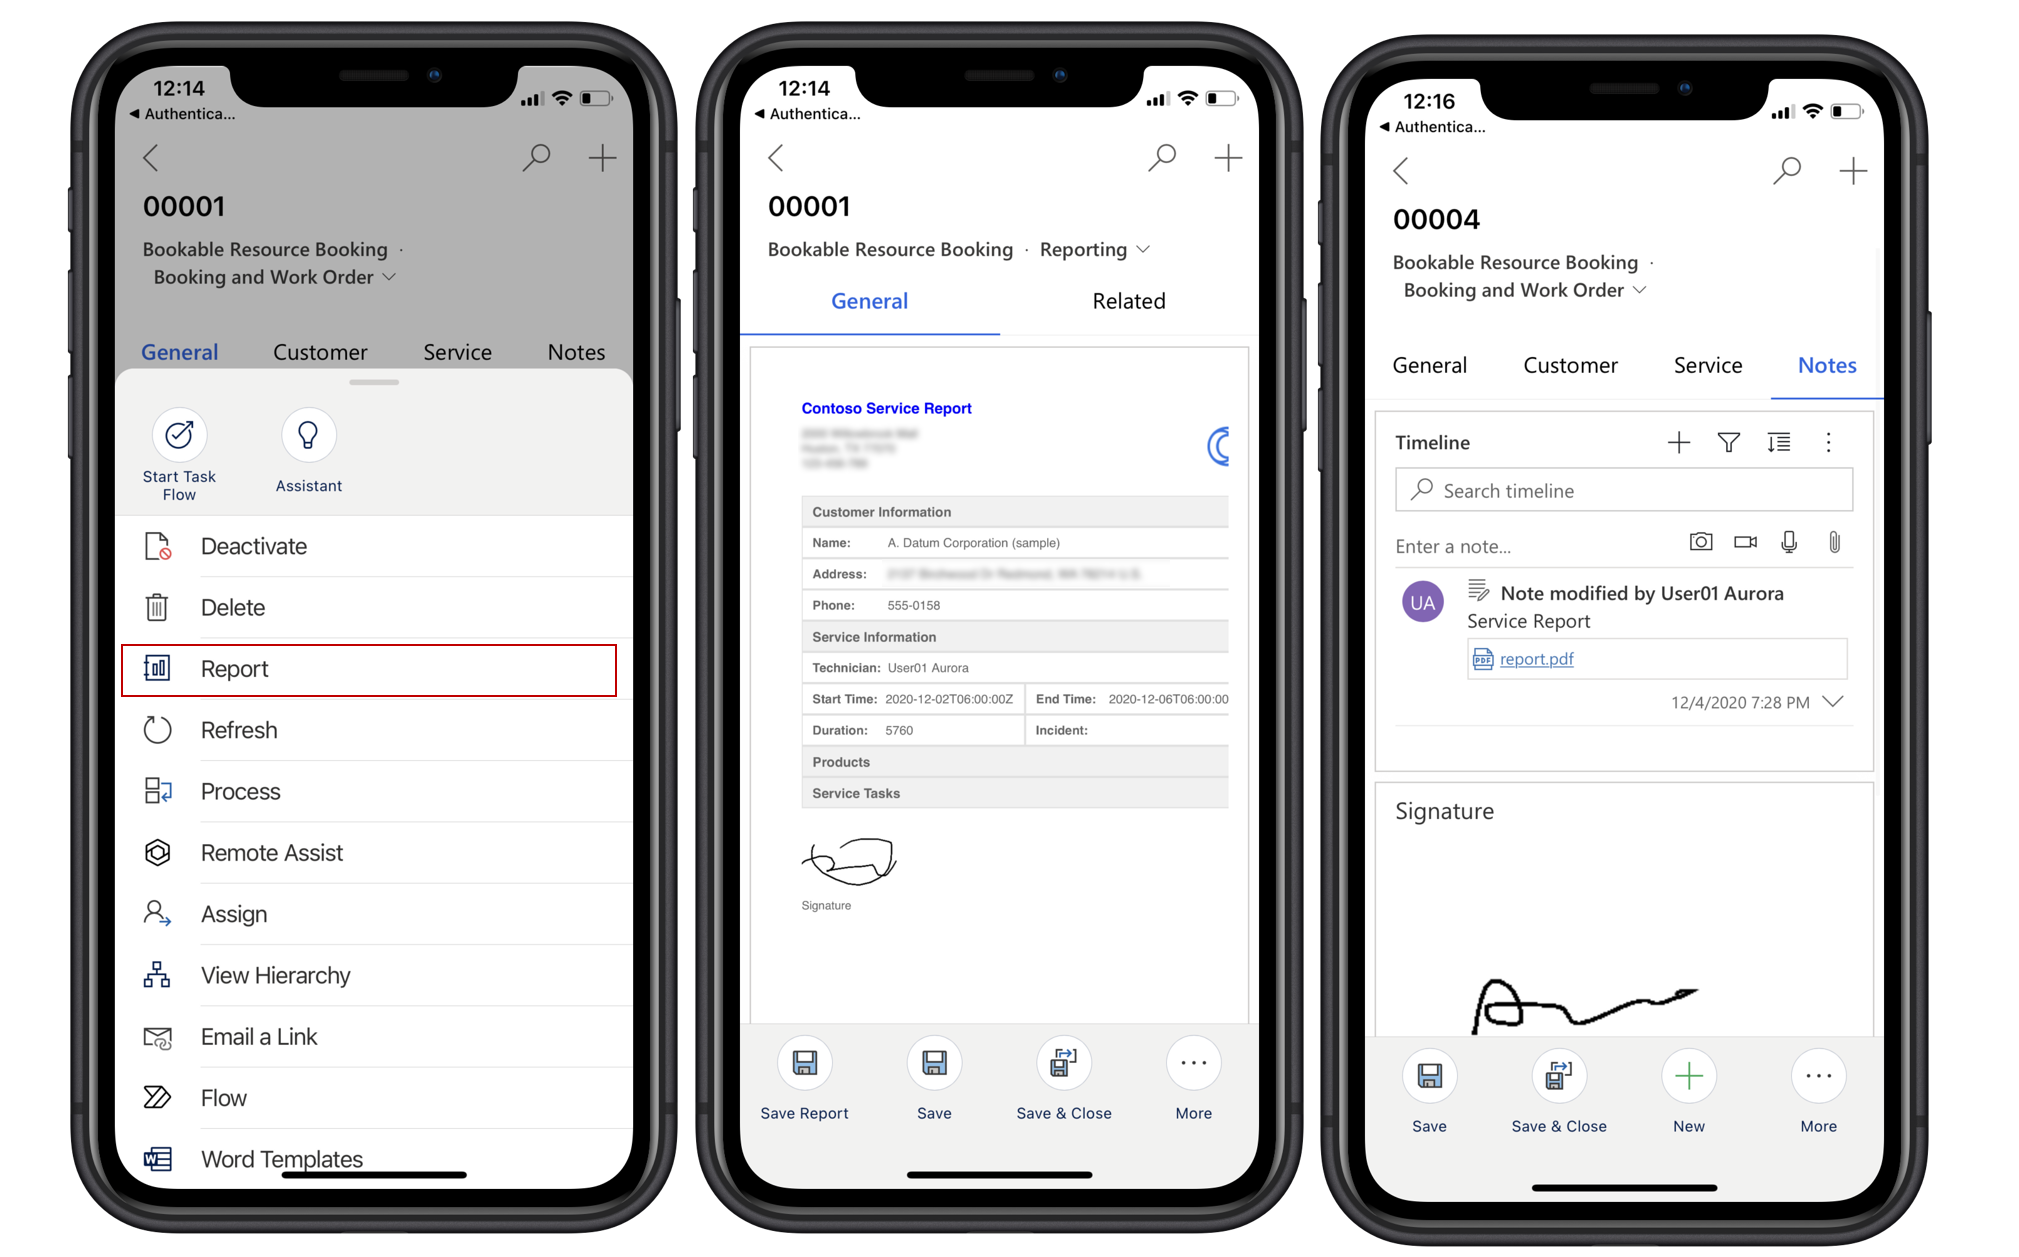 12:14
◀ Authentica...
00001
Bookable Resource Booking ·
Booking and Work Order
General Customer Service Notes
Start Task
Flow
Assistant
Deactivate
Delete
Report
Refresh
Process
Remote Assist
Assign
View Hierarchy
Email a Link
Flow
Word Templates
12:14
◀ Authentica...
00001
Bookable Resource Booking · Reporting
General Related
Contoso Service Report
Customer Information
Name: A. Datum Corporation (sample)
Address:
Phone: 555-0158
Service Information
Technician: User01 Aurora
Start Time: 2020-12-02T06:00:00Z End Time: 2020-12-06T06:00:00
Duration: 5760 Incident:
Products
Service Tasks
Signature
Save Report Save Save & Close More
12:16
◀ Authentica...
00004
Bookable Resource Booking ·
Booking and Work Order
General Customer Service Notes
Timeline
Search timeline
Enter a note...
UA Note modified by User01 Aurora
Service Report
PDF report.pdf
12/4/2020 7:28 PM
Signature
Save Save & Close New More